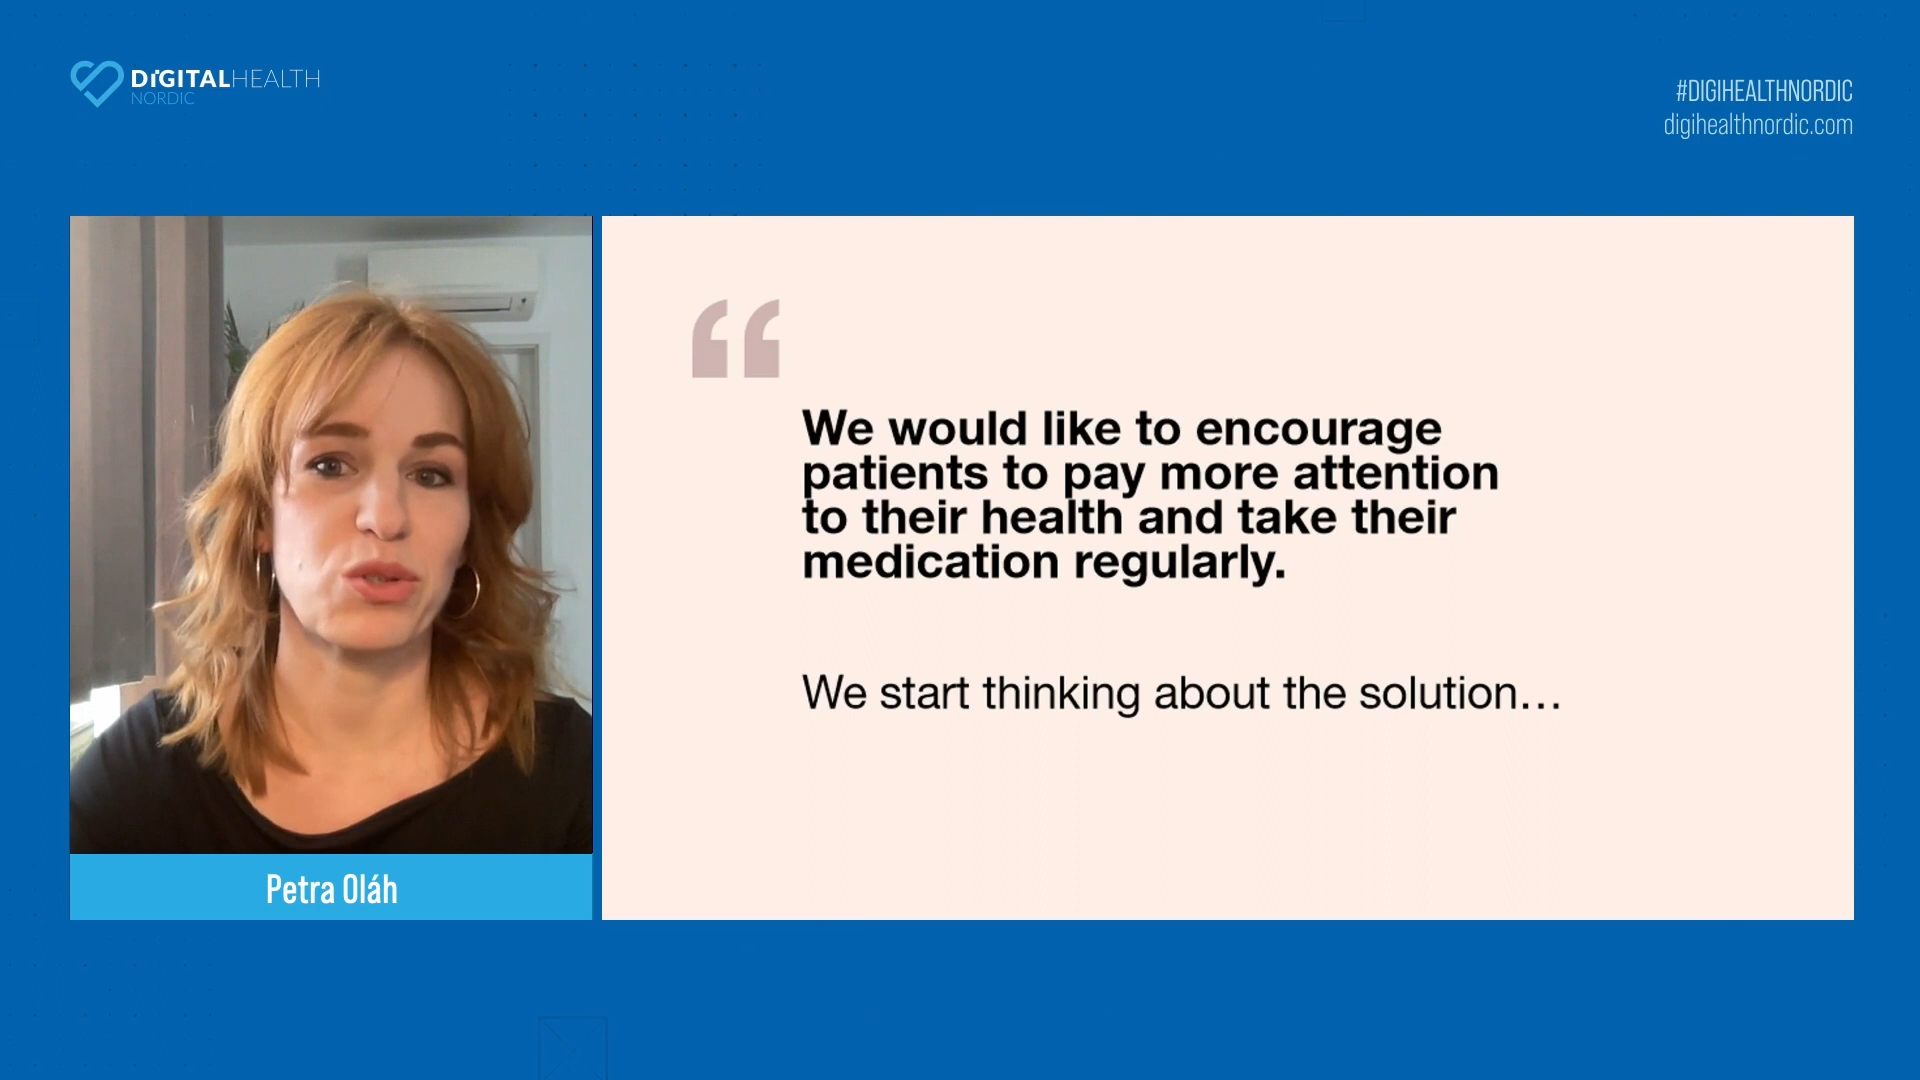 DIGITALHEALTH
NORDIC
#DIGIHEALTHNORDIC
digihealthnordic.com
“
We would like to encourage
patients to pay more attention
to their health and take their
medication regularly.
We start thinking about the solution…
Petra Oláh